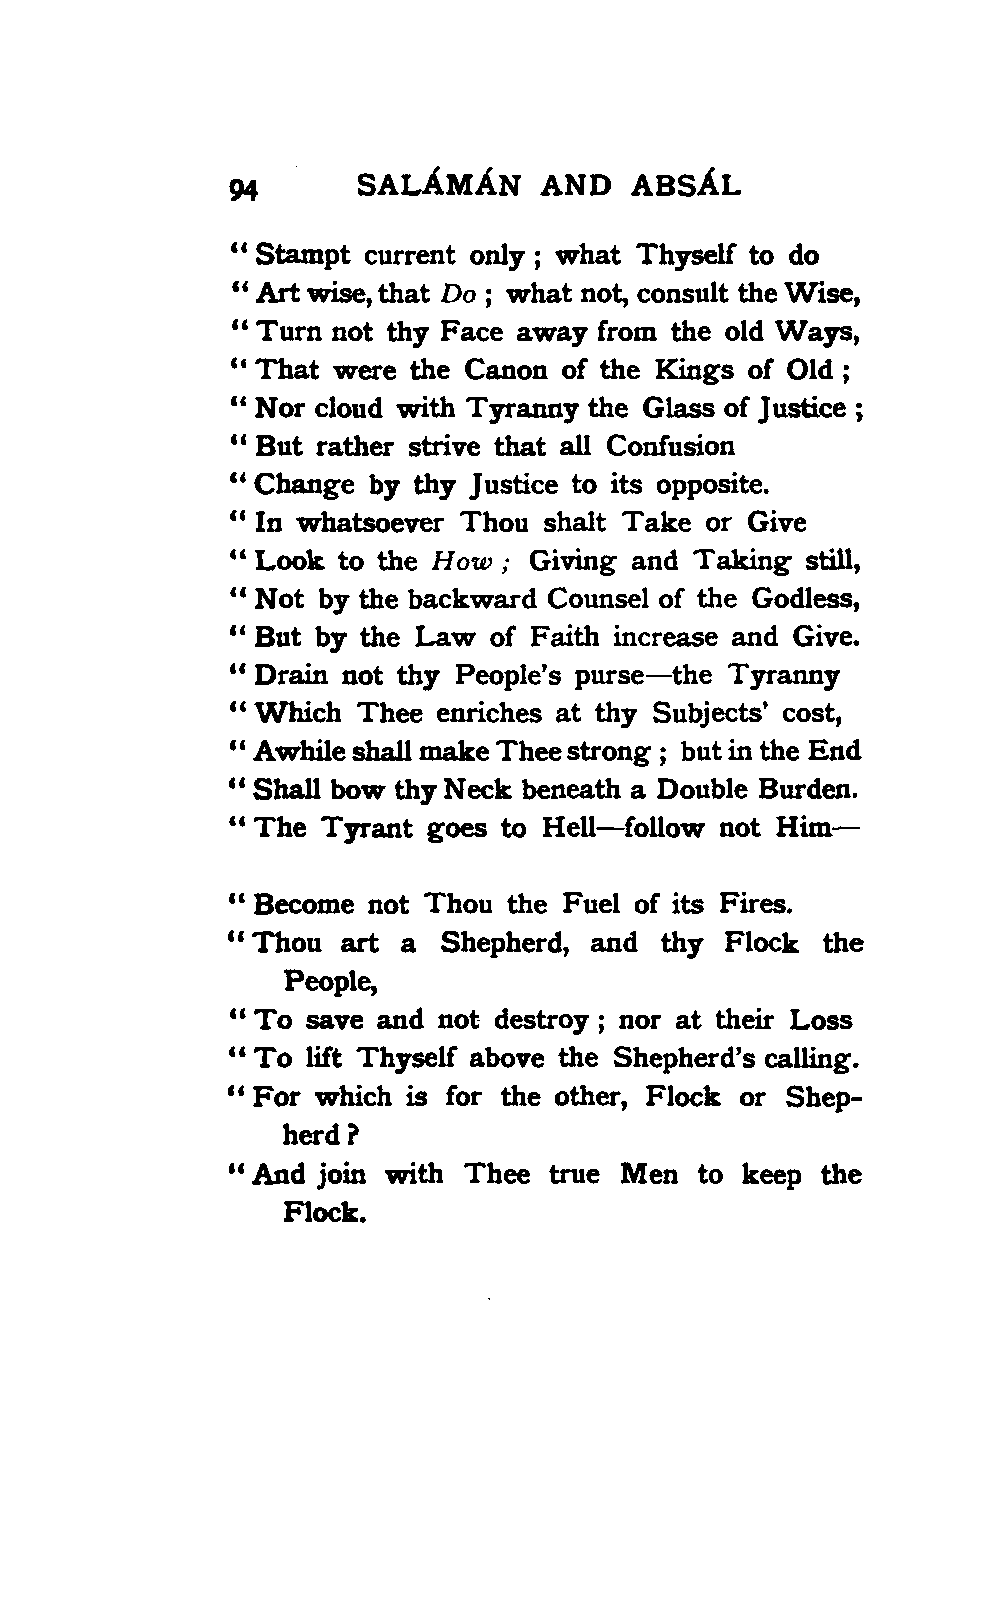 94 SALÁMÁN AND ABSÁL
“ Stampt current only ; what Thyself to do
“ Art wise, that Do ; what not, consult the Wise,
“ Turn not thy Face away from the old Ways,
“ That were the Canon of the Kings of Old ;
“ Nor cloud with Tyranny the Glass of Justice ;
“ But rather strive that all Confusion
“ Change by thy Justice to its opposite.
“ In whatsoever Thou shalt Take or Give
“ Look to the How ; Giving and Taking still,
“ Not by the backward Counsel of the Godless,
“ But by the Law of Faith increase and Give.
“ Drain not thy People’s purse—the Tyranny
“ Which Thee enriches at thy Subjects’ cost,
“ Awhile shall make Thee strong ; but in the End
“ Shall bow thy Neck beneath a Double Burden.
“ The Tyrant goes to Hell—follow not Him—
“ Become not Thou the Fuel of its Fires.
“ Thou art a Shepherd, and thy Flock the
People,
“ To save and not destroy ; nor at their Loss
“ To lift Thyself above the Shepherd’s calling.
“ For which is for the other, Flock or Shep-
herd ?
“ And join with Thee true Men to keep the
Flock.